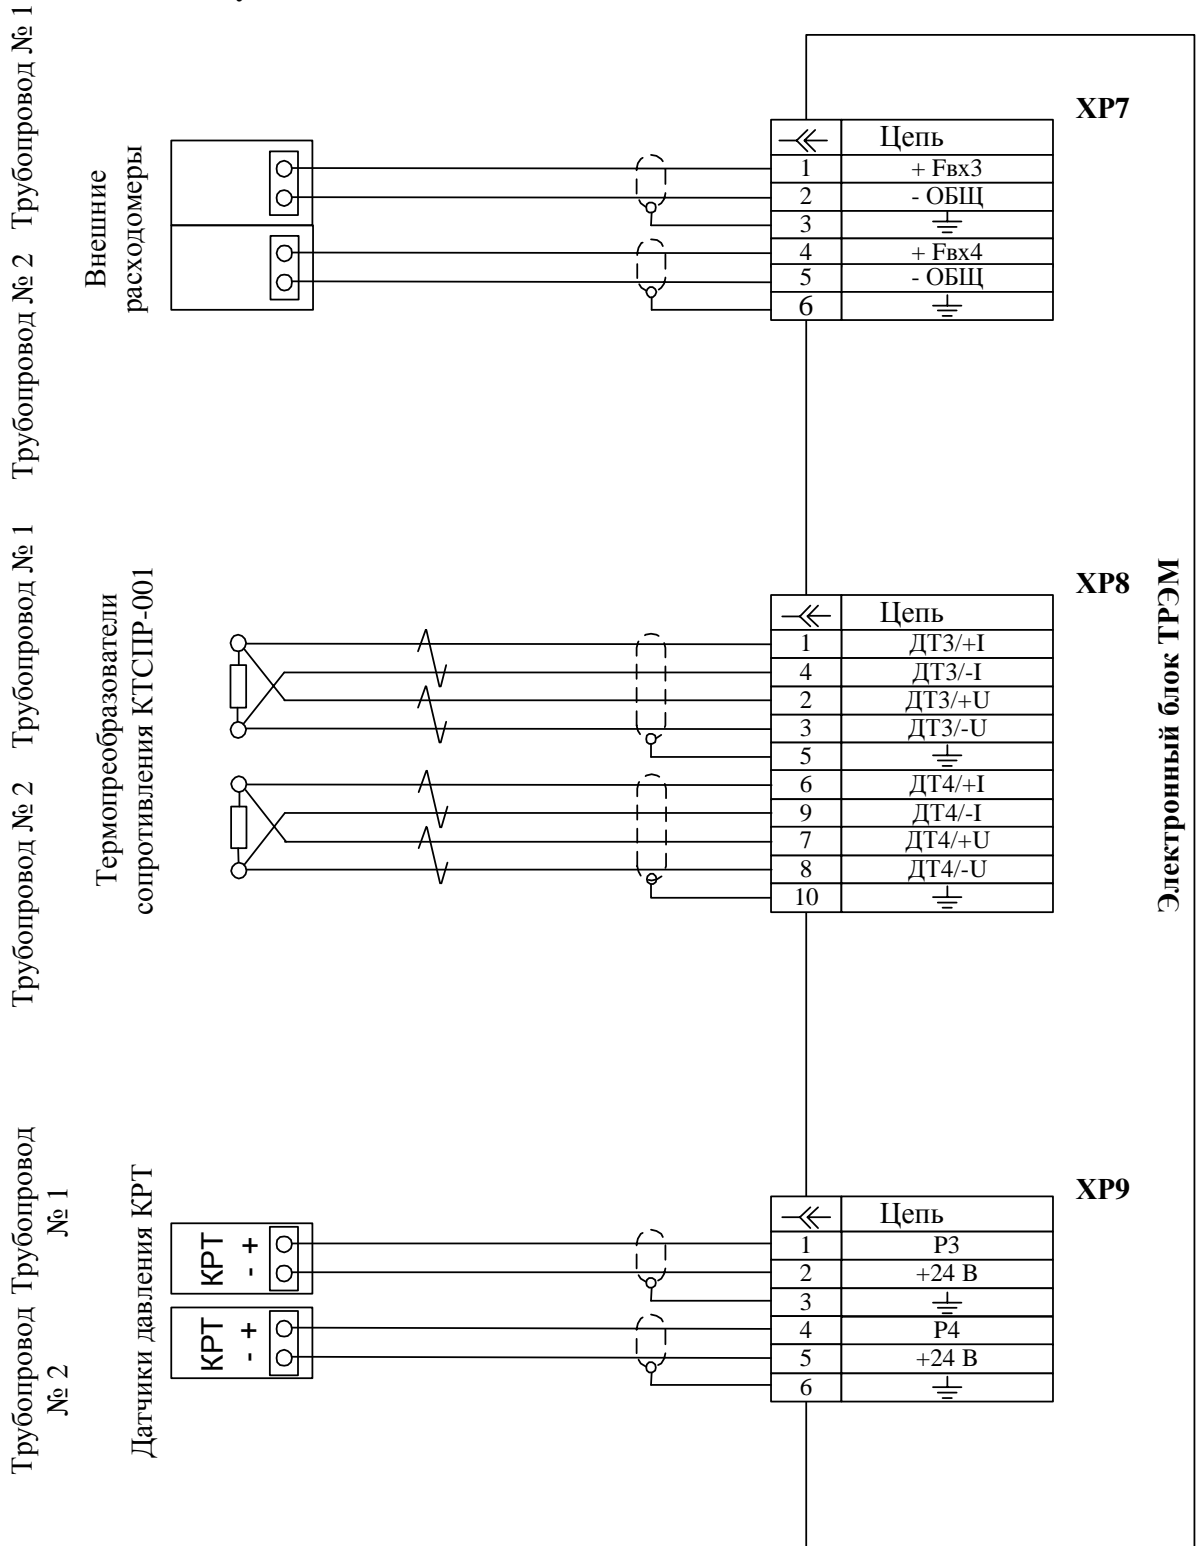 Трубопровод № 1
Трубопровод № 2
Внешние
расходомеры
XP7
Цепь
1 + Fвх3
2 - ОБЩ
3
4 + Fвх4
5 - ОБЩ
6
Трубопровод № 1
Трубопровод № 2
Термопреобразователи
сопротивления КТСПР-001
XP8
Цепь
1 ДТ3/+I
4 ДТ3/-I
2 ДТ3/+U
3 ДТ3/-U
5
6 ДТ4/+I
9 ДТ4/-I
7 ДТ4/+U
8 ДТ4/-U
10
Электронный блок ТРЭМ
Трубопровод
№ 1
Трубопровод
№ 2
Датчики давления КРТ
КРТ - +
КРТ - +
XP9
Цепь
1 P3
2 +24 В
3
4 P4
5 +24 В
6